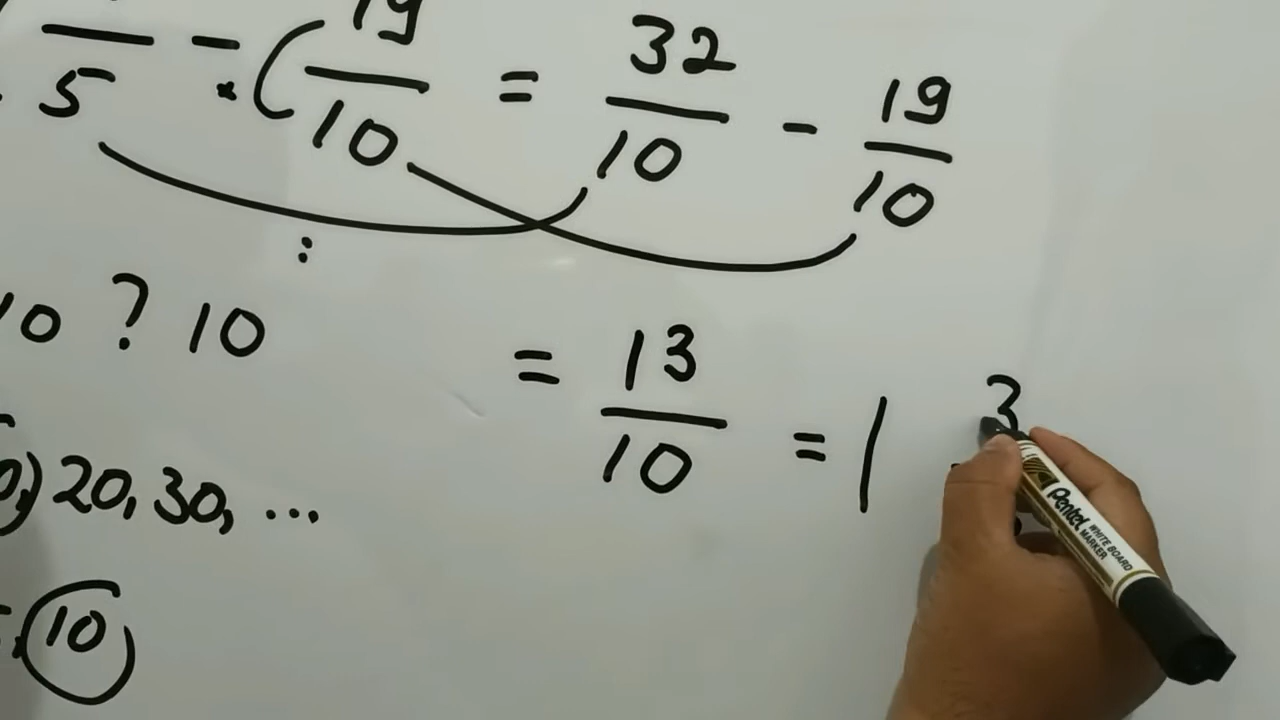 5 - ( 19/10 = 32/10 - 19/10
:
10 ? 10
= 13/10 = 1 3
20, 30, ...
10
Pentel WHITE BOARD MARKER